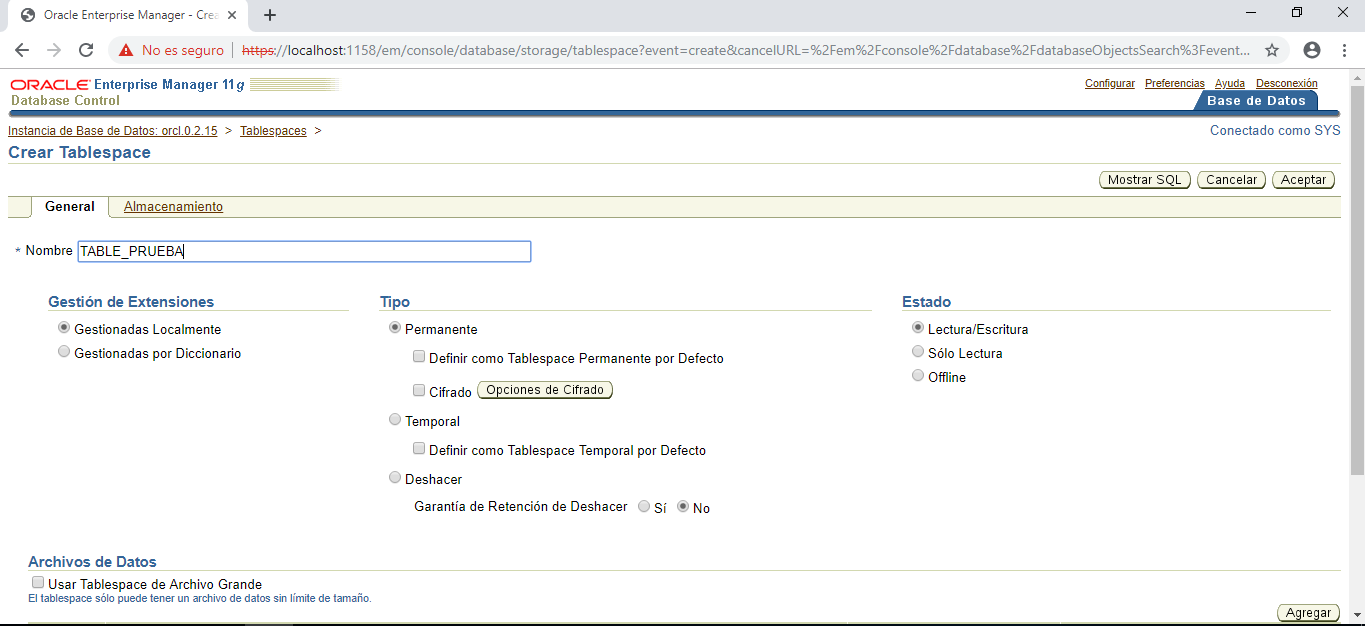 Oracle Enterprise Manager - Crea
No es seguro https://localhost:1158/em/console/database/storage/tablespace?event=create&cancelURL=%2Fem%2Fconsole%2Fdatabase%2FdatabaseObjectsSearch%3Fevent...
ORACLE Enterprise Manager 11g
Database Control
Configurar Preferencias Ayuda Desconexión
Base de Datos
Instancia de Base de Datos: orcl.0.2.15 > Tablespaces >
Conectado como SYS
Crear Tablespace
Mostrar SQL Cancelar Aceptar
General Almacenamiento
* Nombre TABLE_PRUEBA
Gestión de Extensiones Tipo Estado
Gestionadas Localmente Permanente Lectura/Escritura
Gestionadas por Diccionario Definir como Tablespace Permanente por Defecto Sólo Lectura
Offline
Cifrado Opciones de Cifrado
Temporal
Definir como Tablespace Temporal por Defecto
Deshacer
Garantía de Retención de Deshacer Sí No
Archivos de Datos
Usar Tablespace de Archivo Grande
El tablespace sólo puede tener un archivo de datos sin límite de tamaño.
Agregar